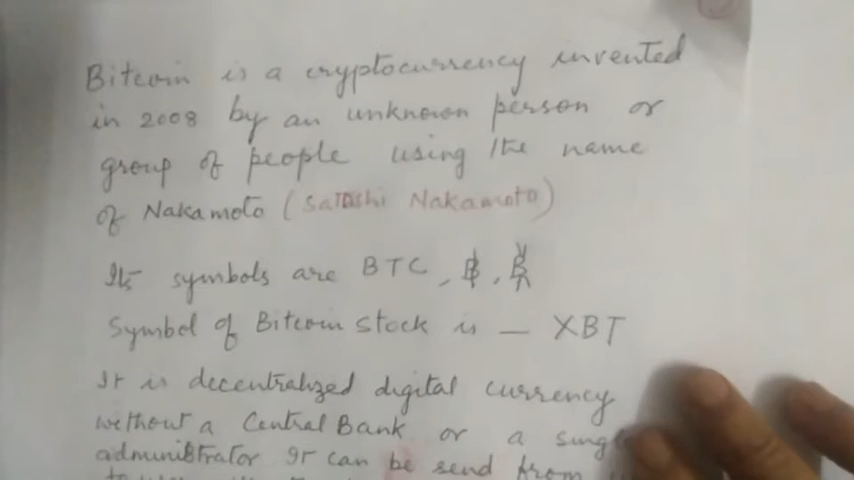 Bitcoin is a cryptocurrency invented
in 2008 by an unknown person or
group of people using the name
of Nakamoto (Satoshi Nakamoto)
Its symbols are BTC, ฿, ₿
Symbol of Bitcoin stock is — XBT
It is decentralized digital currency
without a Central Bank or a
administrator It can be send from